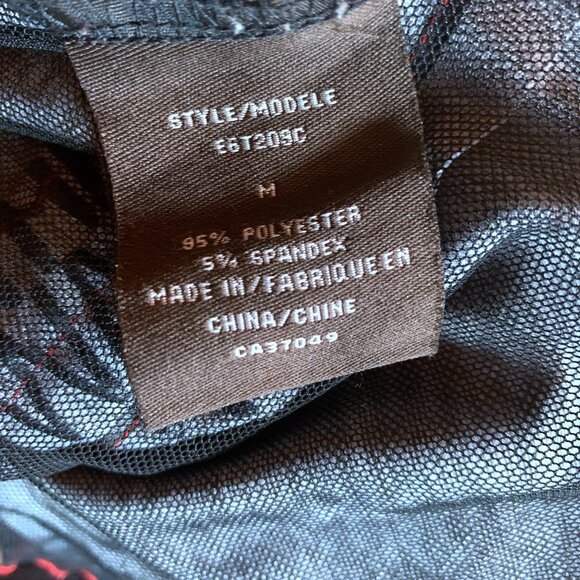 STYLE/MODELE
E6T209C
M
95% POLYESTER
5% SPANDEX
MADE IN/FABRIQUE EN
CHINA/CHINE
CA37049